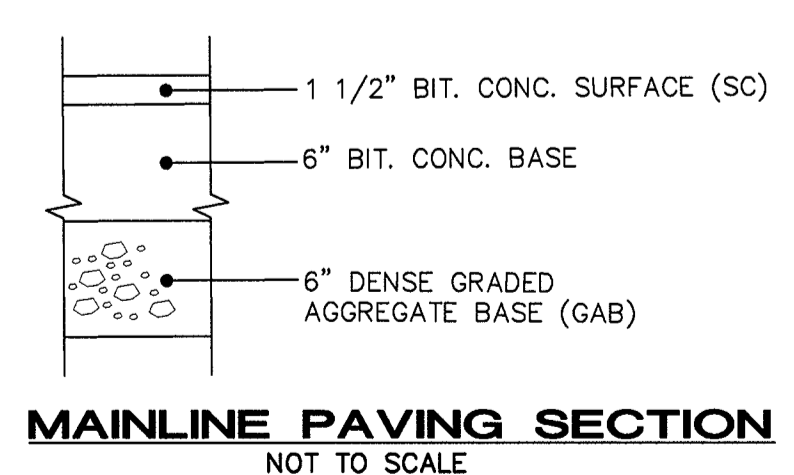 1 1/2" BIT. CONC. SURFACE (SC)
6" BIT. CONC. BASE
6" DENSE GRADED
AGGREGATE BASE (GAB)
MAINLINE PAVING SECTION
NOT TO SCALE